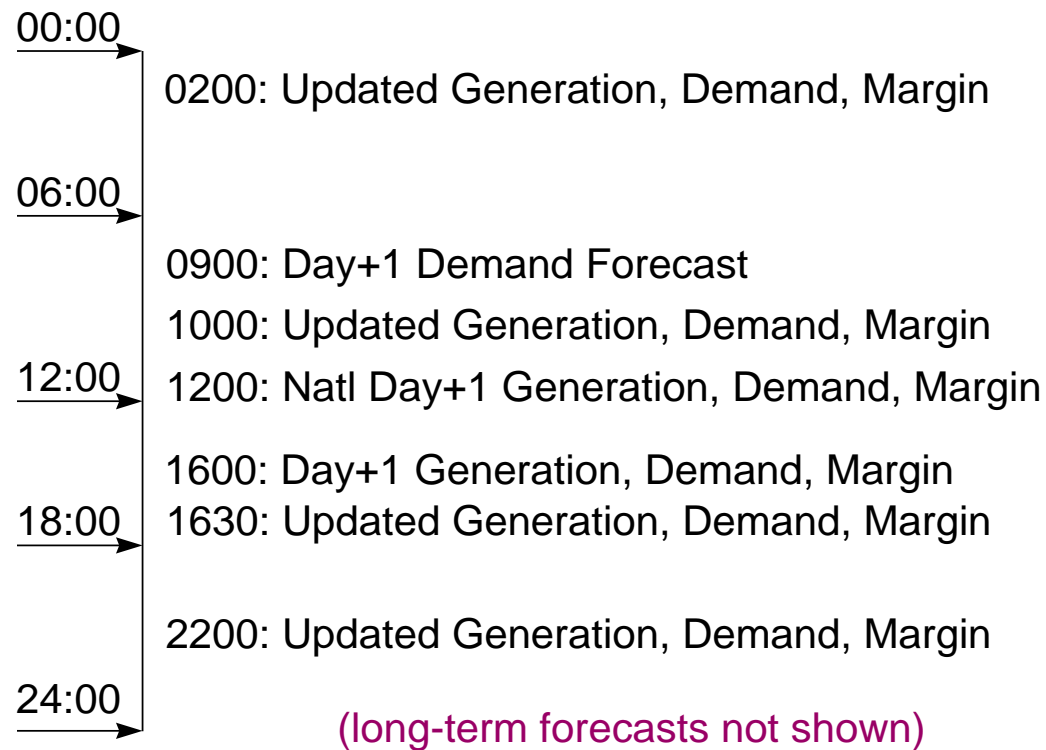 00:00
0200: Updated Generation, Demand, Margin
06:00
0900: Day+1 Demand Forecast
1000: Updated Generation, Demand, Margin
12:00
1200: Natl Day+1 Generation, Demand, Margin
1600: Day+1 Generation, Demand, Margin
18:00
1630: Updated Generation, Demand, Margin
2200: Updated Generation, Demand, Margin
24:00
(long-term forecasts not shown)